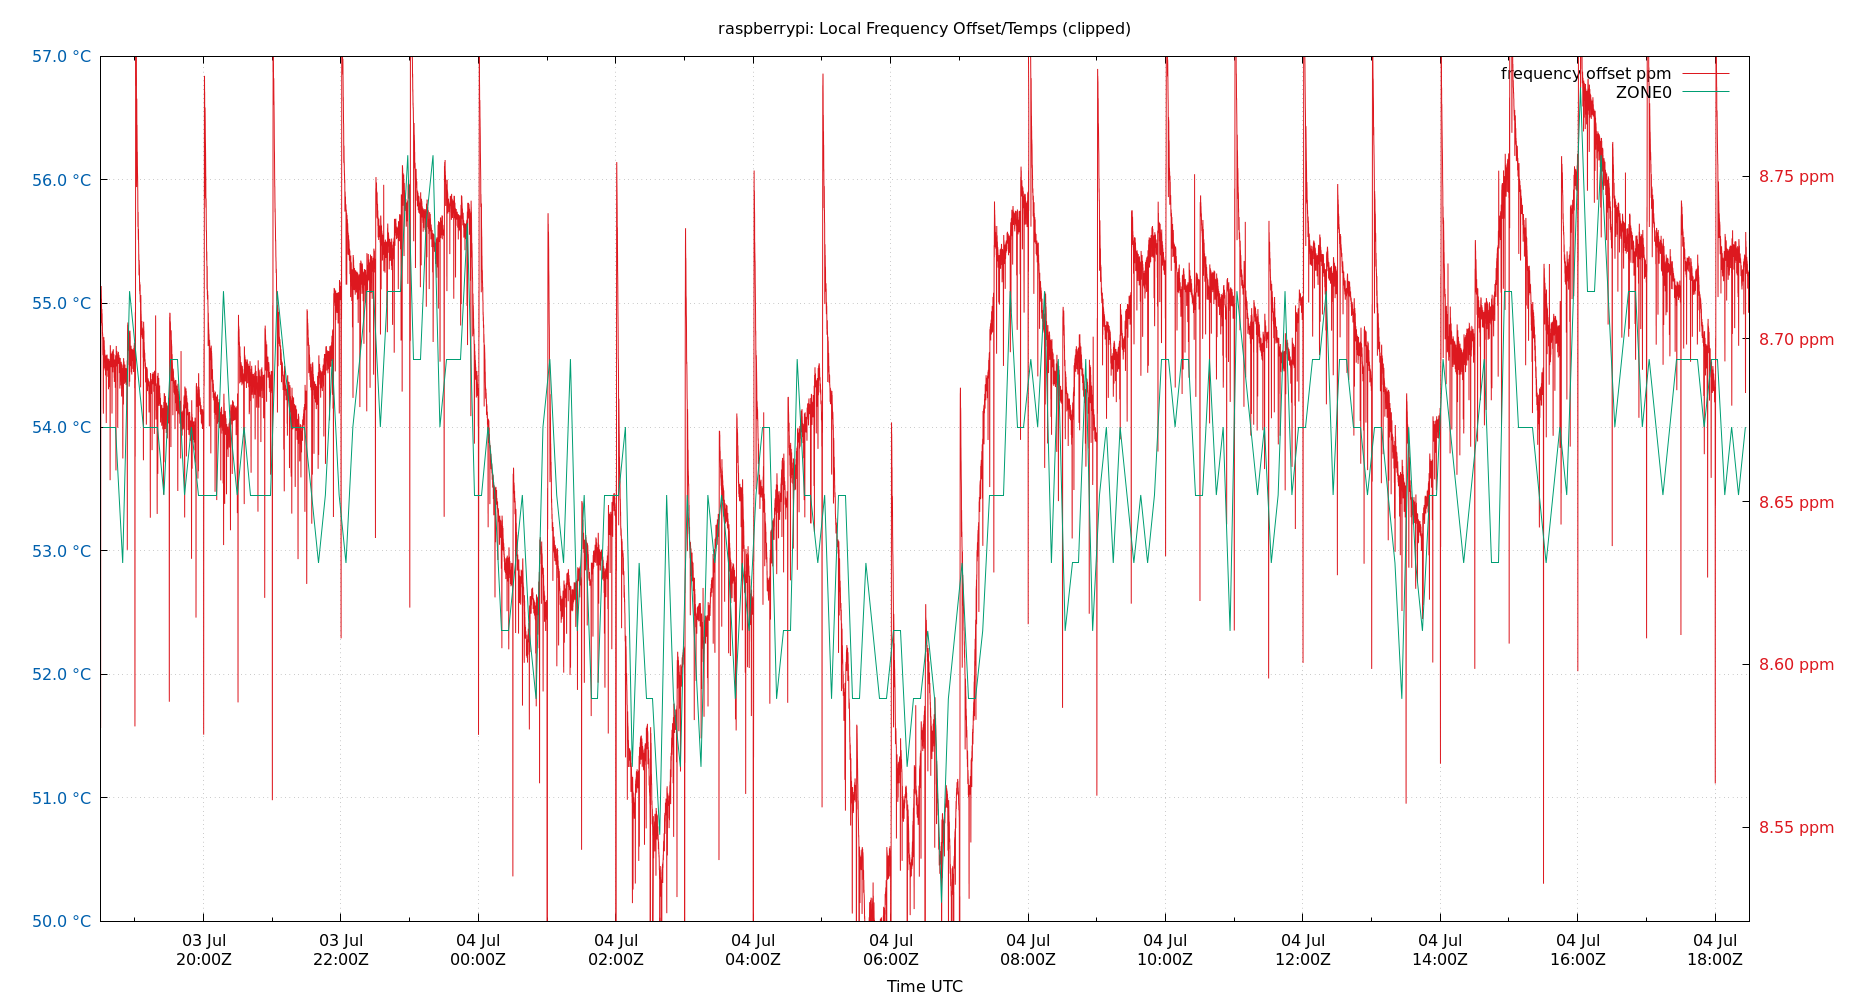 raspberrypi: Local Frequency Offset/Temps (clipped)
57.0 °C
56.0 °C
55.0 °C
54.0 °C
53.0 °C
52.0 °C
51.0 °C
50.0 °C
frequency offset ppm
ZONE0
8.75 ppm
8.70 ppm
8.65 ppm
8.60 ppm
8.55 ppm
03 Jul 03 Jul 04 Jul 04 Jul 04 Jul 04 Jul 04 Jul 04 Jul 04 Jul 04 Jul 04 Jul 04 Jul
20:00Z 22:00Z 00:00Z 02:00Z 04:00Z 06:00Z 08:00Z 10:00Z 12:00Z 14:00Z 16:00Z 18:00Z
Time UTC